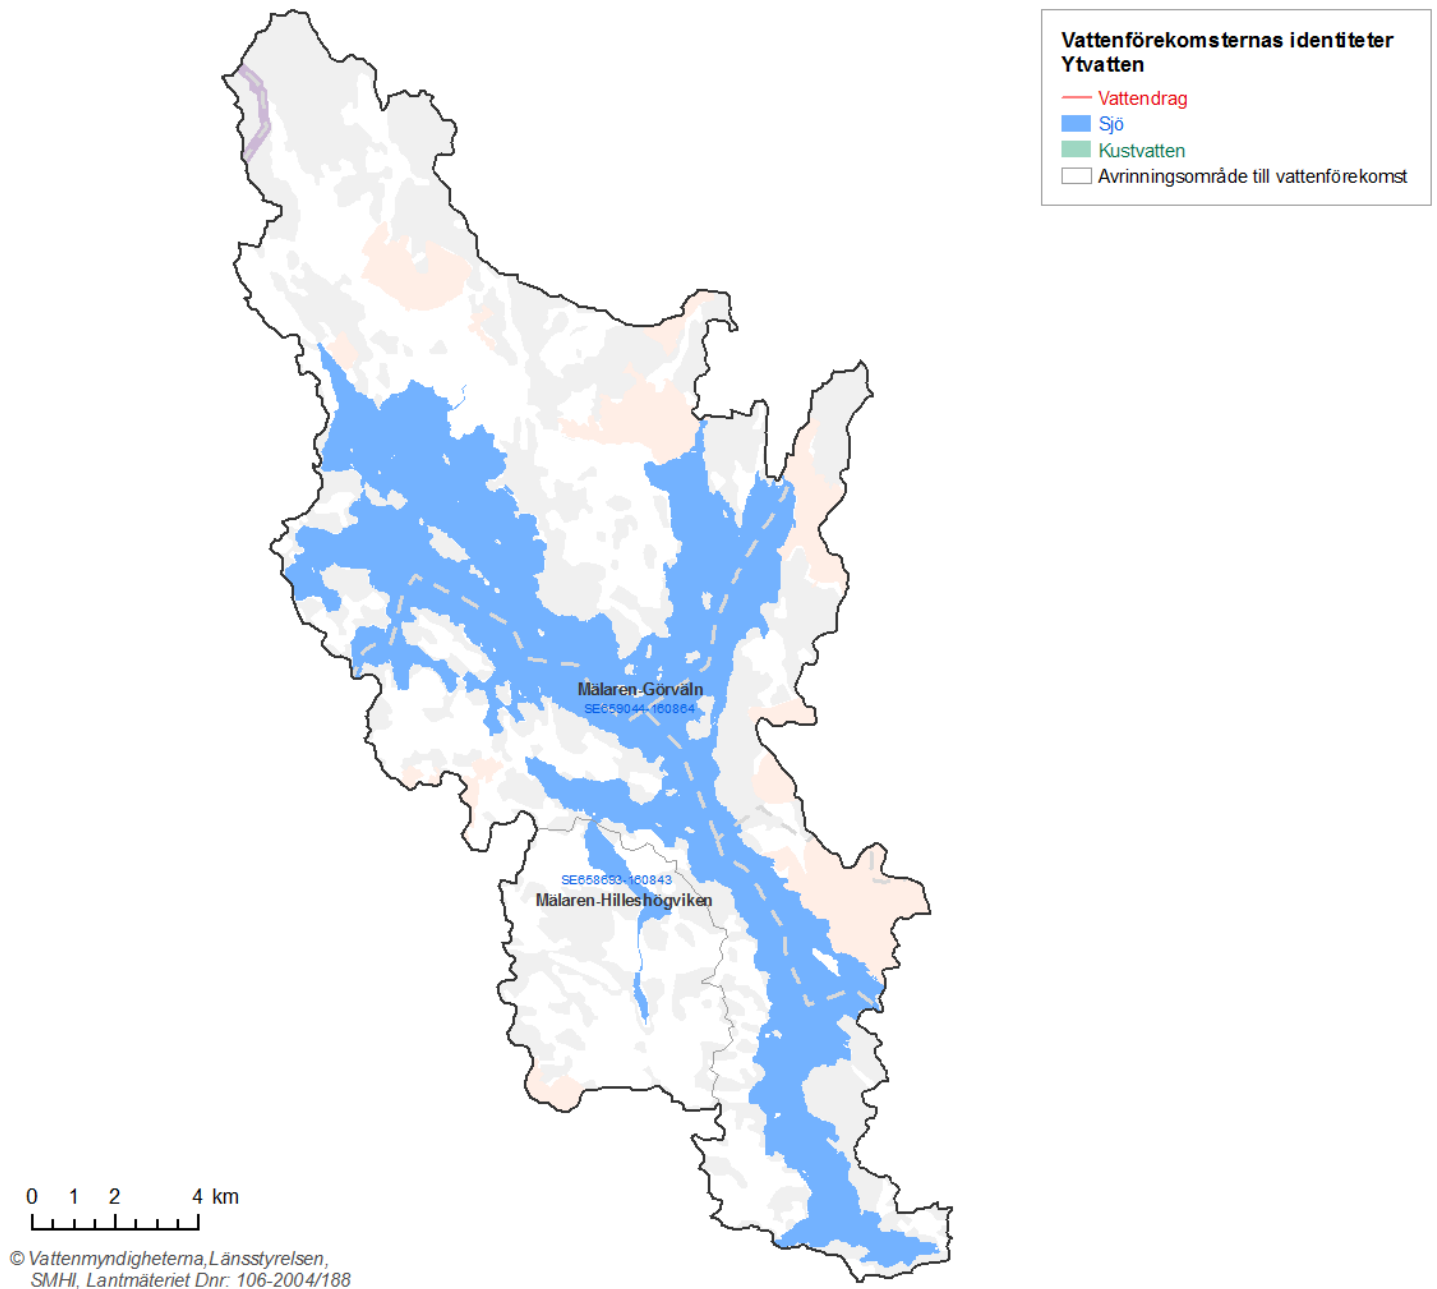 Vattenförekomsternas identiteter
Ytvatten
Vattendrag
Sjö
Kustvatten
Avrinningsområde till vattenförekomst
Mälaren-Görväln
SE659044-160864
SE658693-160843
Mälaren-Hilleshögviken
0 1 2 4 km
© Vattenmyndigheterna,Länsstyrelsen,
SMHI, Lantmäteriet Dnr: 106-2004/188